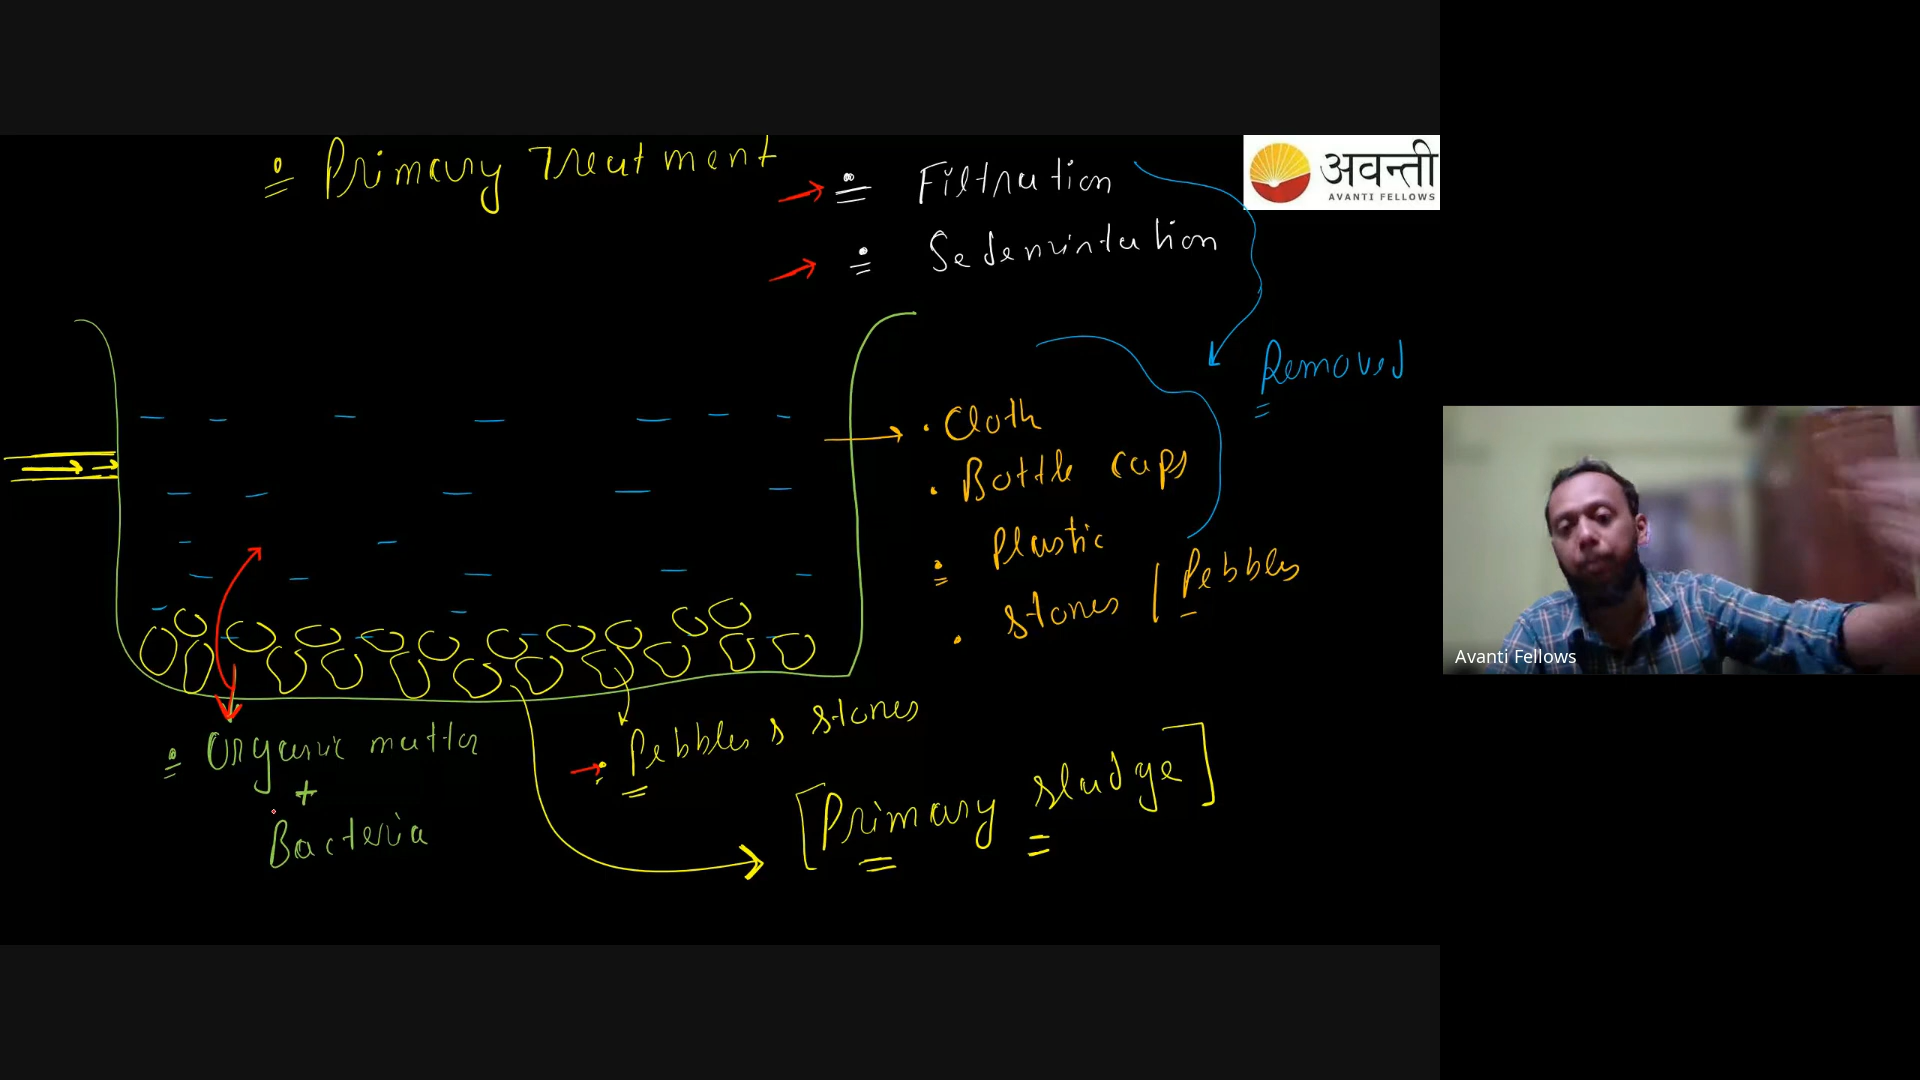 Primary Treatment
Filtration
Sedemintation
अवन्ती
AVANTI FELLOWS
Removed
Cloth
Bottle caps
Plastic
stones / Pebbles
Pebbles & stones
Organic matter
+
Bacteria
[Primary sludge]
Avanti Fellows